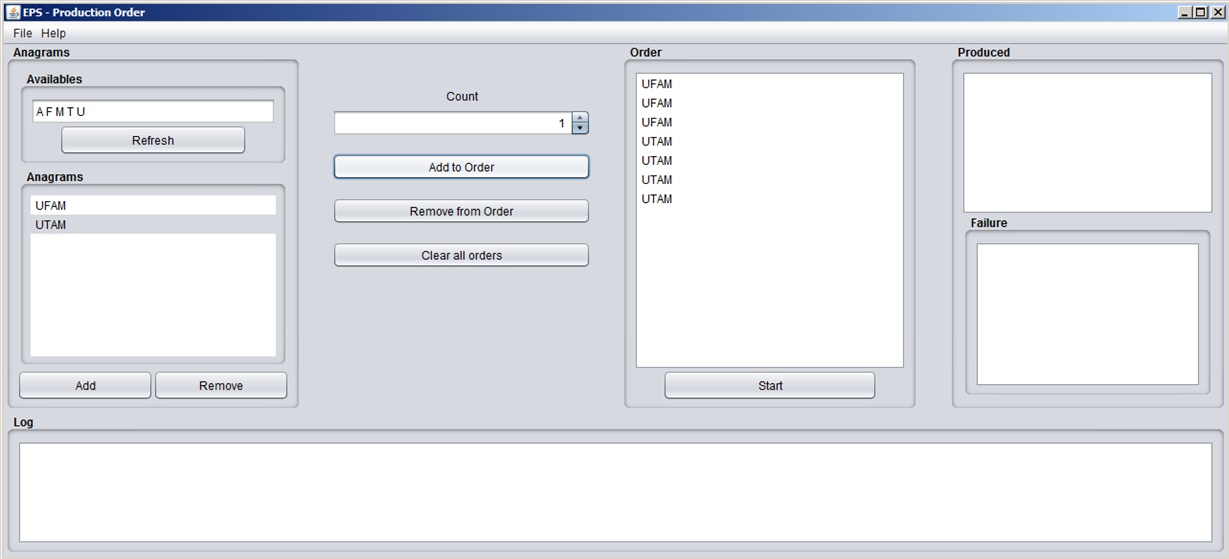 EPS - Production Order
File Help
Anagrams
Availables
A F M T U
Refresh
Anagrams
UFAM
UTAM
Add Remove
Count
1
Add to Order
Remove from Order
Clear all orders
Order
UFAM
UFAM
UFAM
UTAM
UTAM
UTAM
UTAM
Start
Produced
Failure
Log